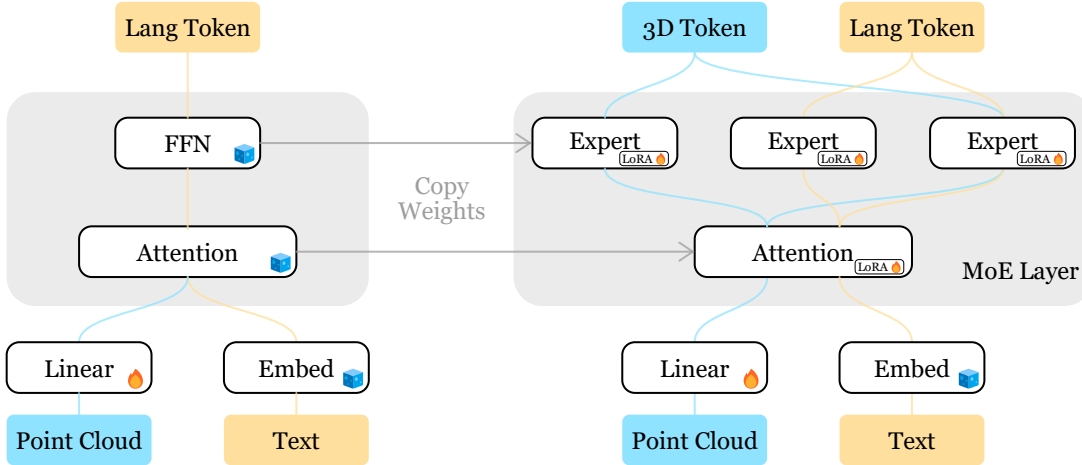 Lang Token
3D Token
Lang Token
FFN
Expert
LoRA
Expert
LoRA
Expert
LoRA
Copy
Weights
Attention
Attention
LoRA
MoE Layer
Linear
Embed
Linear
Embed
Point Cloud
Text
Point Cloud
Text